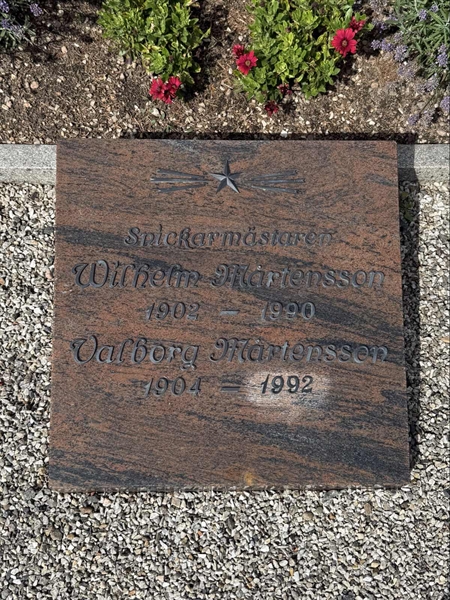 Snickarmästaren
Wilhelm Mårtensson
1902 – 1990
Valborg Mårtensson
1904 – 1992